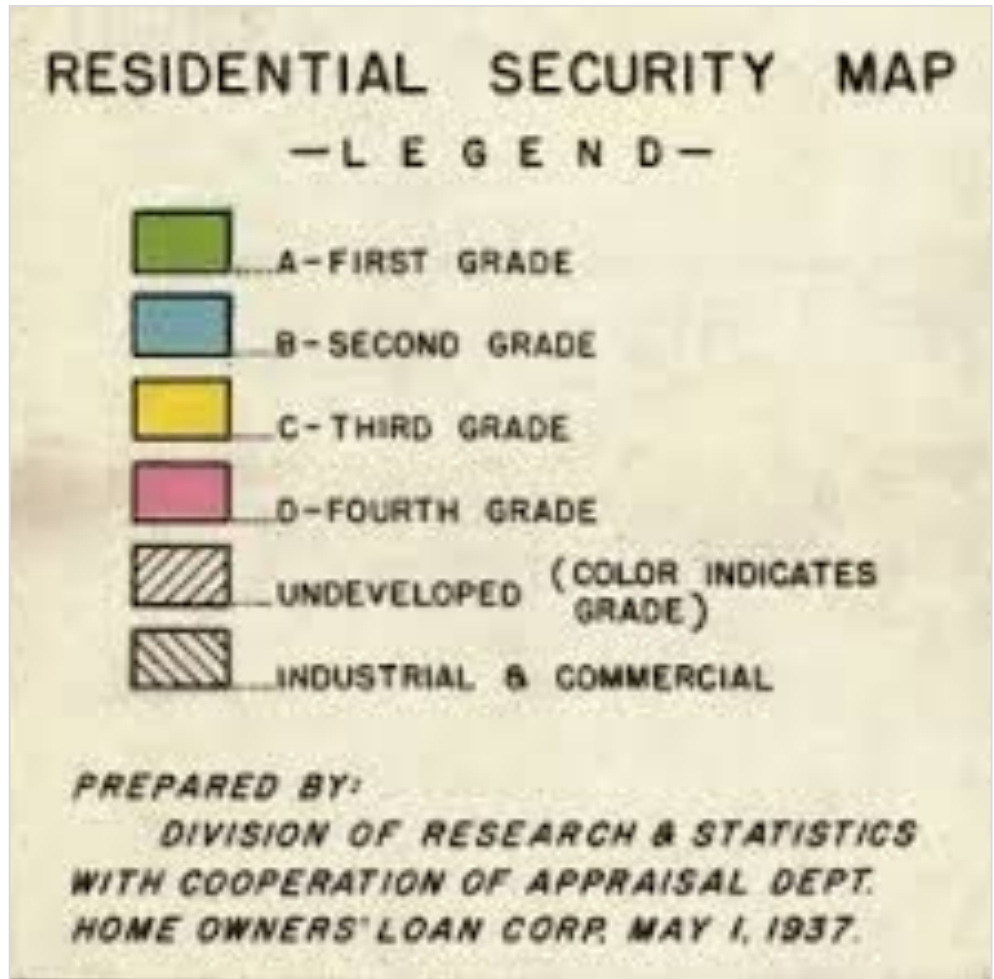 RESIDENTIAL SECURITY MAP
—LEGEND—
A-FIRST GRADE
B-SECOND GRADE
C-THIRD GRADE
D-FOURTH GRADE
UNDEVELOPED (COLOR INDICATES
GRADE)
INDUSTRIAL & COMMERCIAL
PREPARED BY:
DIVISION OF RESEARCH & STATISTICS
WITH COOPERATION OF APPRAISAL DEPT.
HOME OWNERS' LOAN CORP. MAY 1, 1937.